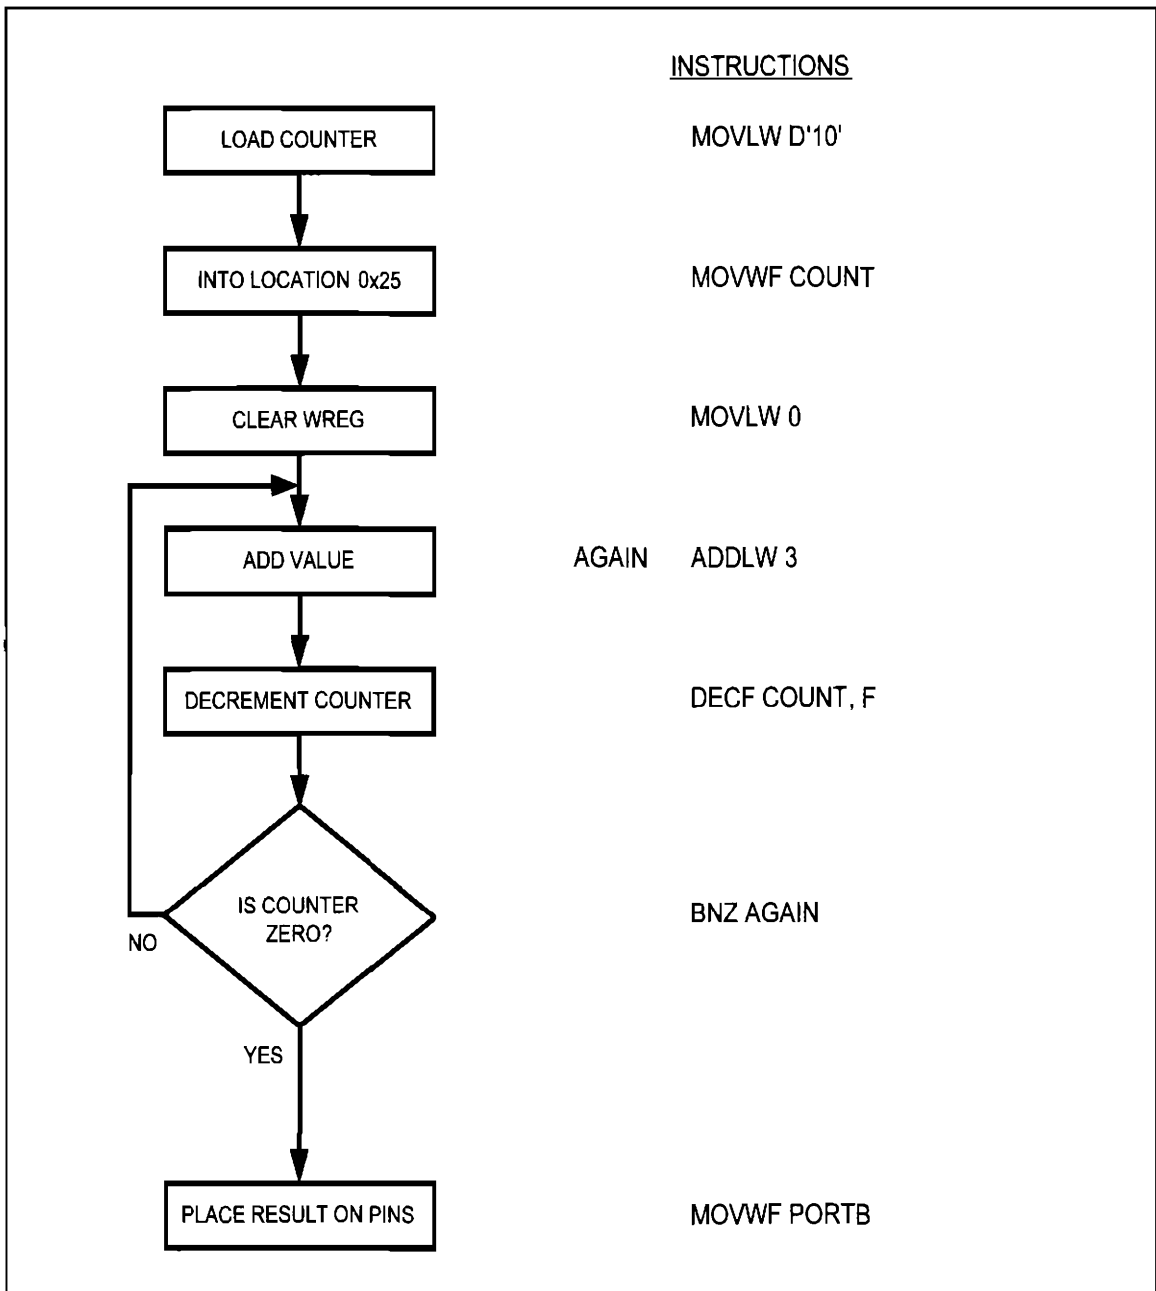 INSTRUCTIONS
LOAD COUNTER
MOVLW D'10'
INTO LOCATION 0x25
MOVWF COUNT
CLEAR WREG
MOVLW 0
ADD VALUE
AGAIN ADDLW 3
DECREMENT COUNTER
DECF COUNT, F
IS COUNTER
ZERO?
BNZ AGAIN
NO
YES
PLACE RESULT ON PINS
MOVWF PORTB